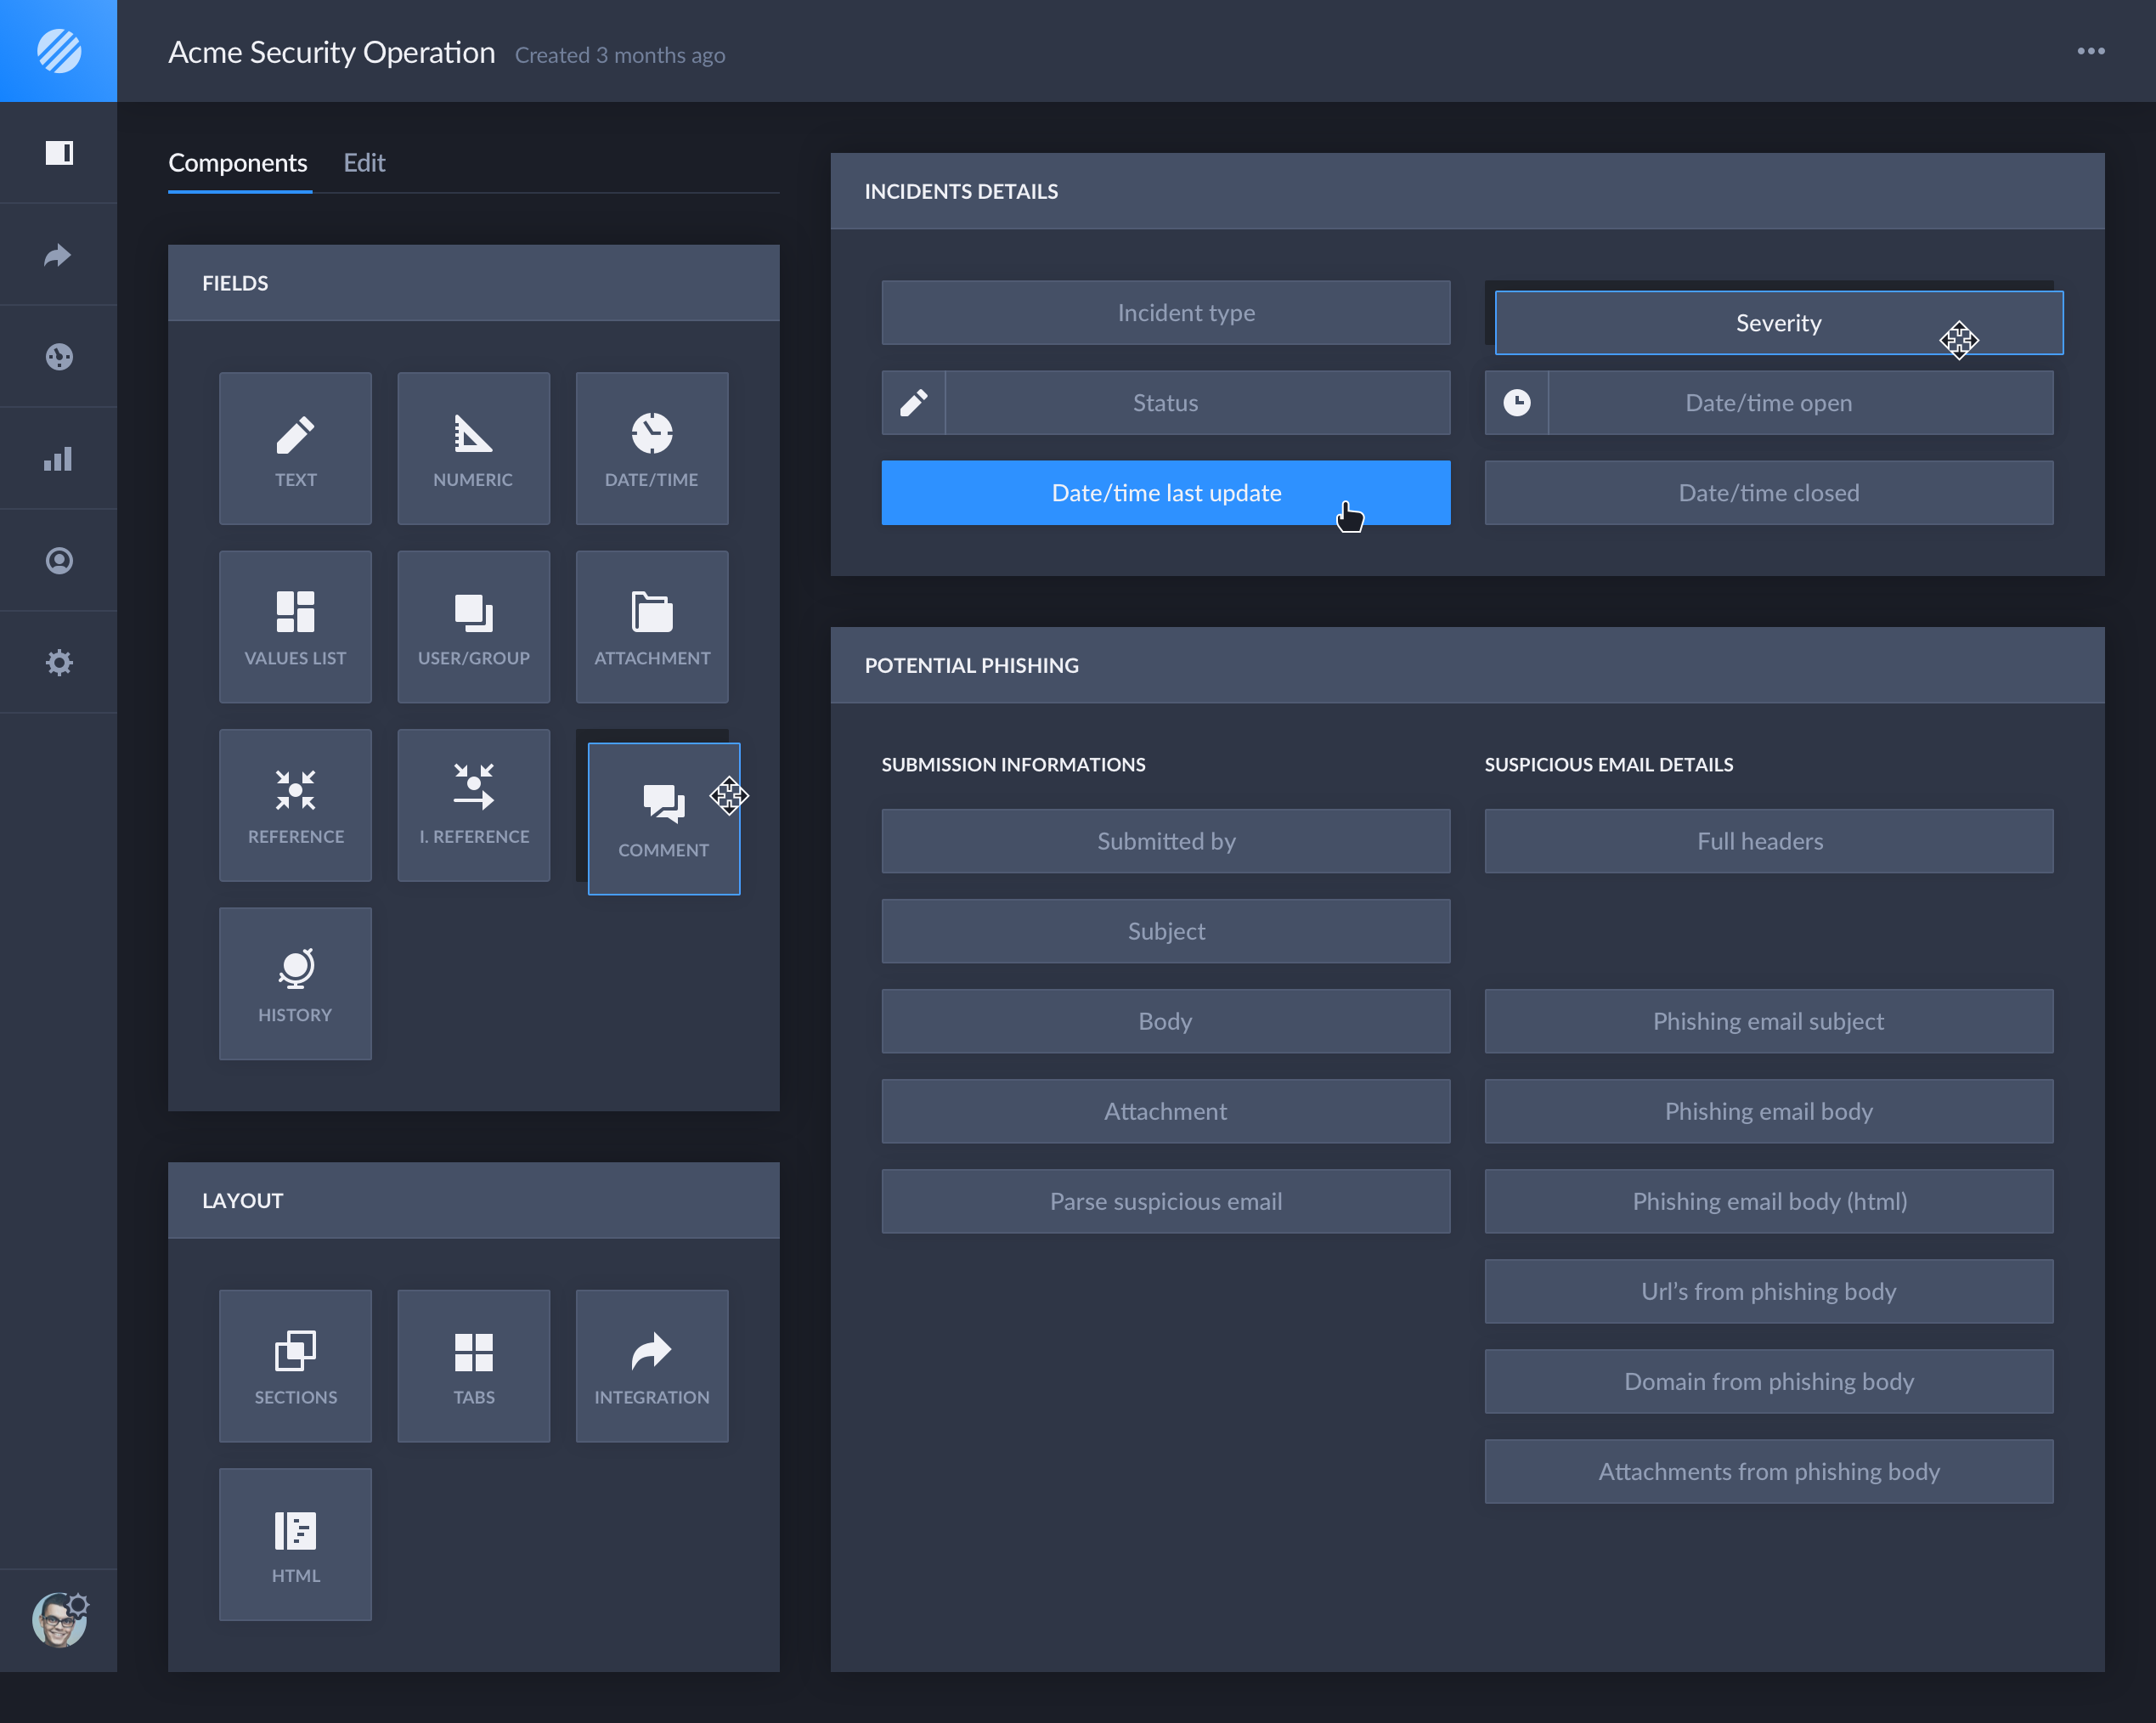 Acme Security Operation Created 3 months ago
Components Edit
FIELDS
TEXT NUMERIC DATE/TIME
VALUES LIST USER/GROUP ATTACHMENT
REFERENCE I. REFERENCE COMMENT
HISTORY
LAYOUT
SECTIONS TABS INTEGRATION
HTML
INCIDENTS DETAILS
Incident type Severity
Status Date/time open
Date/time last update Date/time closed
POTENTIAL PHISHING
SUBMISSION INFORMATIONS
Submitted by
Subject
Body
Attachment
Parse suspicious email
SUSPICIOUS EMAIL DETAILS
Full headers
Phishing email subject
Phishing email body
Phishing email body (html)
Url's from phishing body
Domain from phishing body
Attachments from phishing body